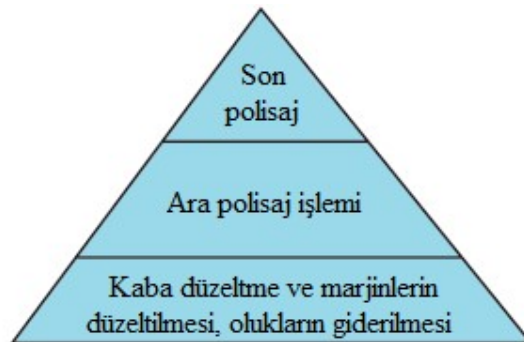 Son
polisaj
Ara polisaj işlemi
Kaba düzeltme ve marjinlerin
düzeltilmesi, olukların giderilmesi